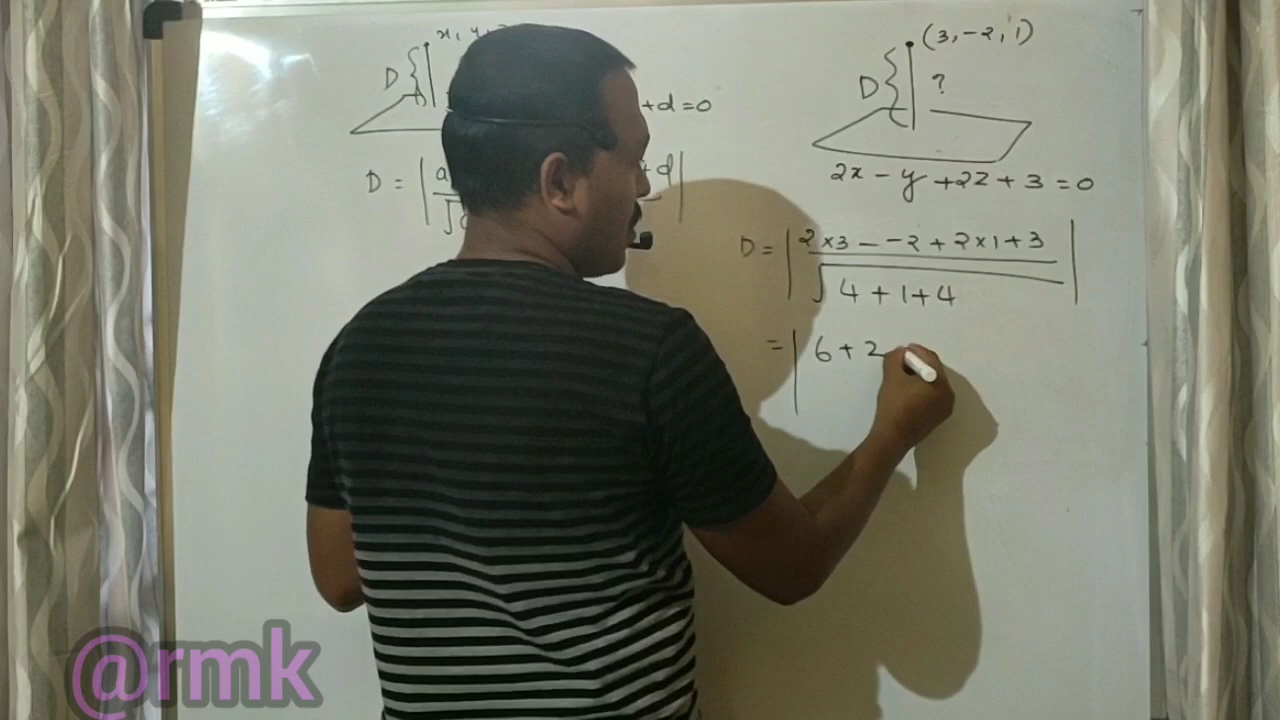 D
+d=0
D =
+d
(3, -2, 1)
D ?
2x - y + 2z + 3 = 0
D = | 2×3 - -2 + 2×1 + 3 |
√4 + 1 + 4
= | 6 + 2
@rmk